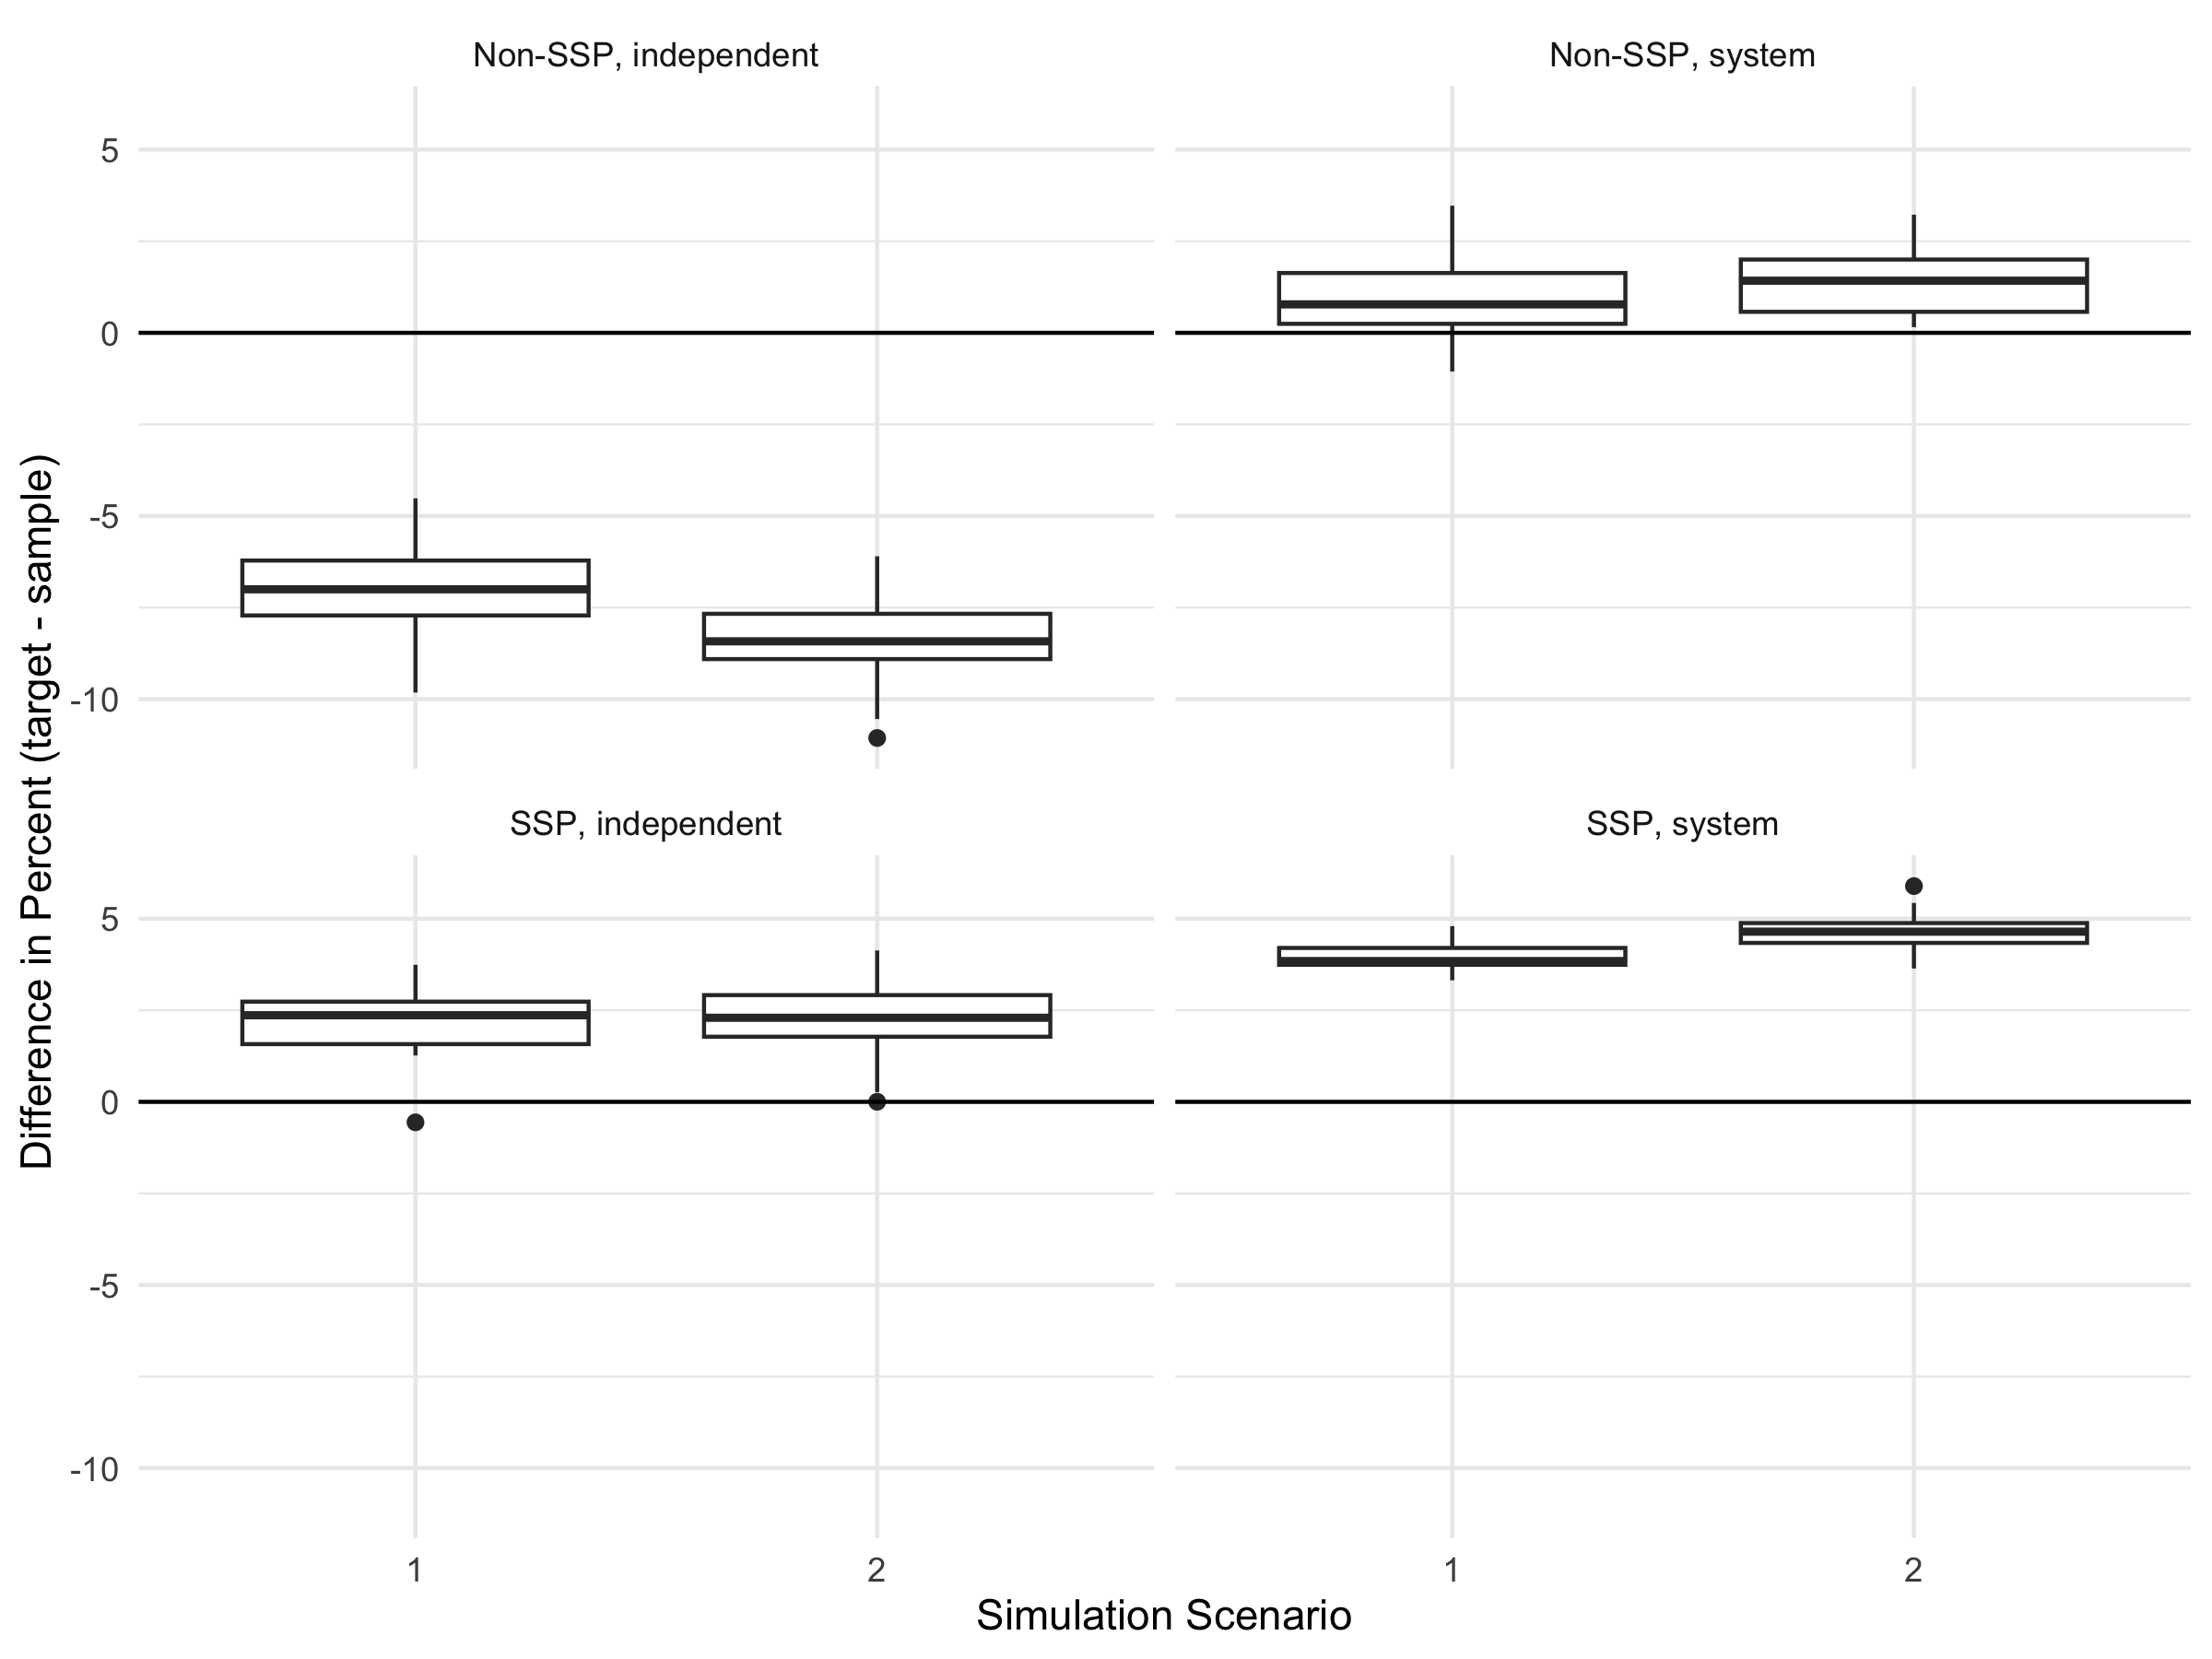 Non-SSP, independent
Non-SSP, system
5
0
-5
-10
SSP, independent
SSP, system
5
0
-5
-10
1
2
1
2
Simulation Scenario
Difference in Percent (target - sample)